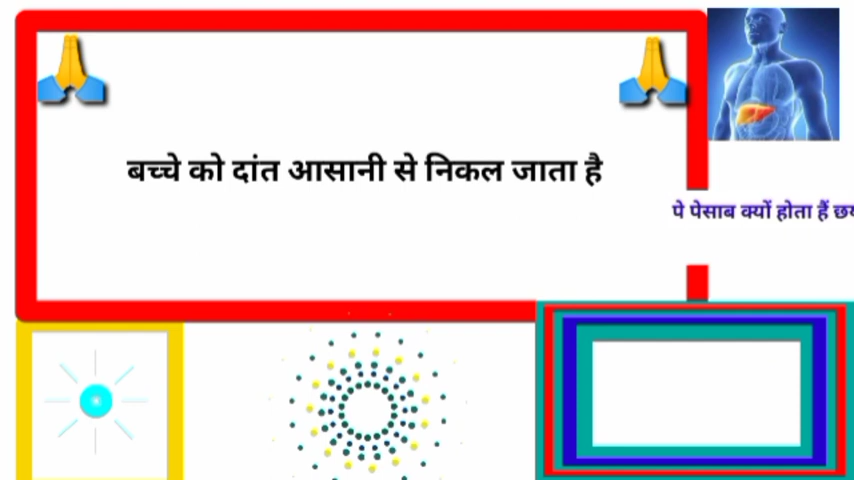 बच्चे को दांत आसानी से निकल जाता है
पे पेसाब क्यों होता हैं